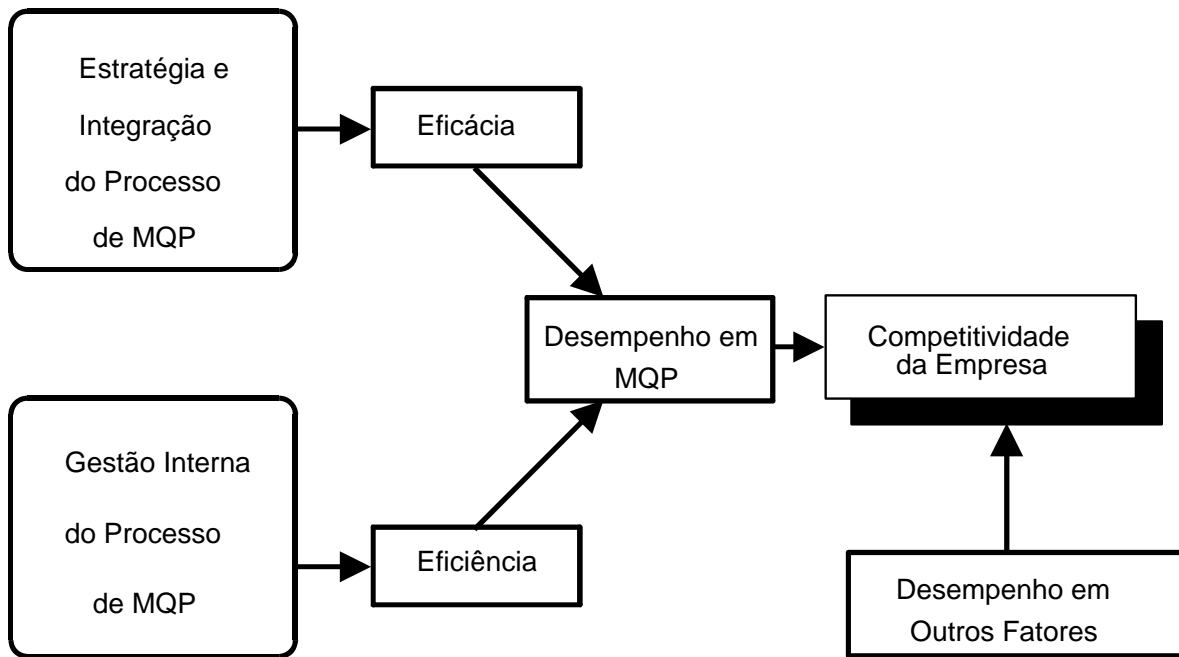 Estratégia e
Integração
do Processo
de MQP
Eficácia
Desempenho em
MQP
Competitividade
da Empresa
Gestão Interna
do Processo
de MQP
Eficiência
Desempenho em
Outros Fatores